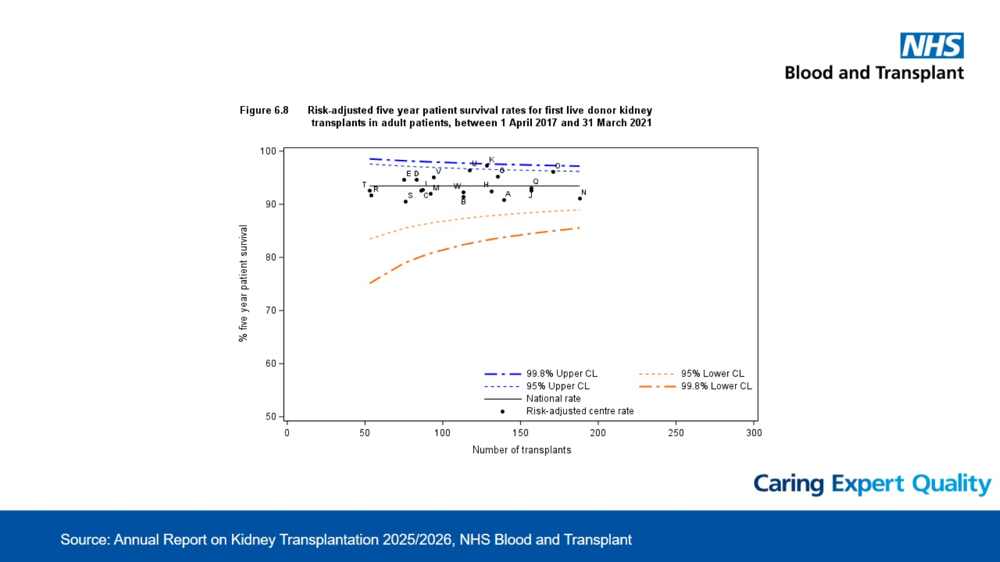 NHS
Blood and Transplant
Figure 6.8 Risk-adjusted five year patient survival rates for first live donor kidney
transplants in adult patients, between 1 April 2017 and 31 March 2021
% five year patient survival
100
90
80
70
60
50
T
R
E
D
S
I
C
M
V
W
B
U
K
H
G
A
Q
J
O
N
99.8% Upper CL
95% Upper CL
National rate
Risk-adjusted centre rate
95% Lower CL
99.8% Lower CL
0 50 100 150 200 250 300
Number of transplants
Caring Expert Quality
Source: Annual Report on Kidney Transplantation 2025/2026, NHS Blood and Transplant